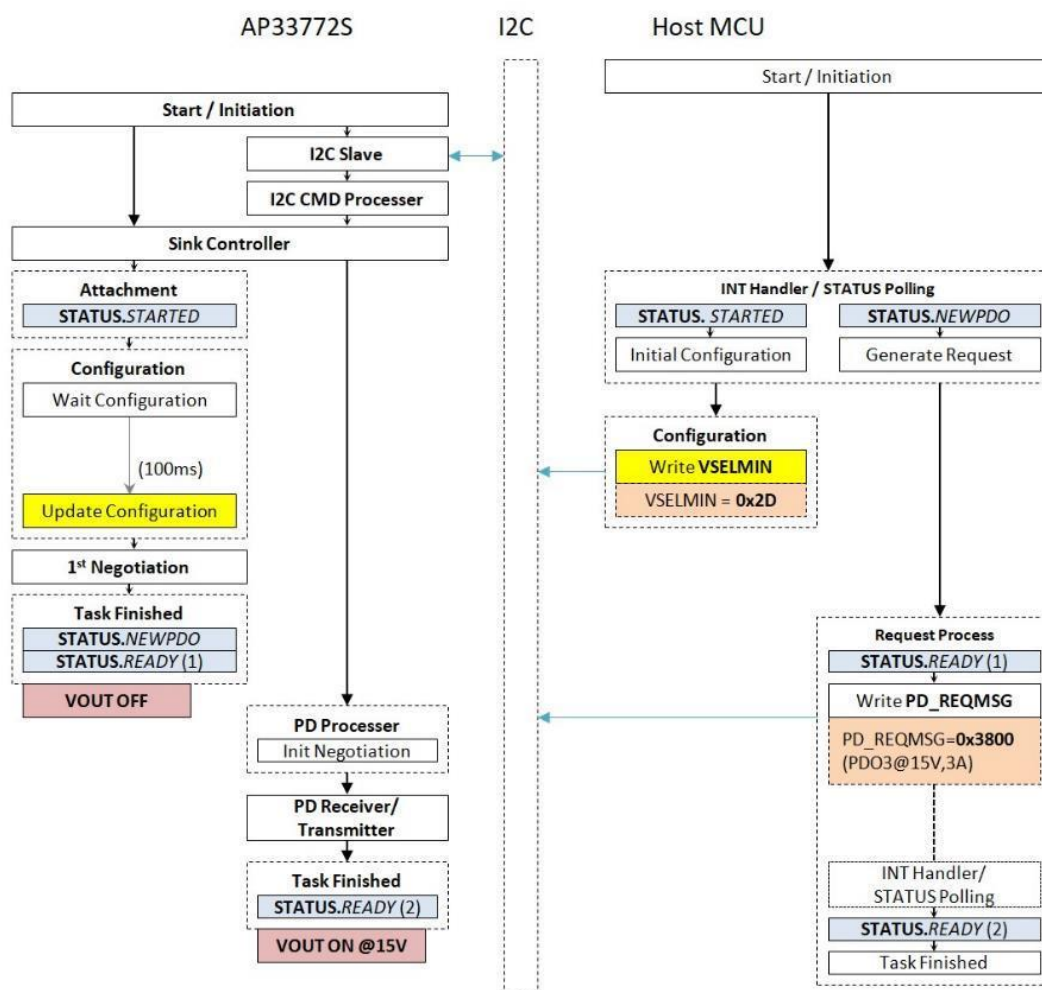 AP33772S
I2C
Host MCU
Start / Initiation
I2C Slave
I2C CMD Processer
Sink Controller
Attachment
STATUS.STARTED
Configuration
Wait Configuration
(100ms)
Update Configuration
1st Negotiation
Task Finished
STATUS.NEWPDO
STATUS.READY (1)
VOUT OFF
PD Processer
Init Negotiation
PD Receiver/
Transmitter
Task Finished
STATUS.READY (2)
VOUT ON @15V
Start / Initiation
INT Handler / STATUS Polling
STATUS. STARTED
Initial Configuration
STATUS.NEWPDO
Generate Request
Configuration
Write VSELMIN
VSELMIN = 0x2D
Request Process
STATUS.READY (1)
Write PD_REQMSG
PD_REQMSG=0x3800
(PDO3@15V,3A)
INT Handler/
STATUS Polling
STATUS.READY (2)
Task Finished